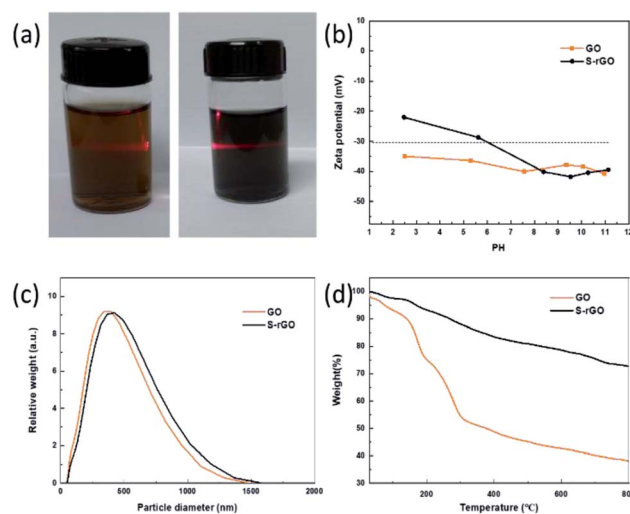 (a)
(b)
10
0
-10
-20
-30
-40
-50
Zeta potential (mV)
GO
S-rGO
1 2 3 4 5 6 7 8 9 10 11 12
PH
(c)
10
8
6
4
2
0
Relative weight (a.u.)
GO
S-rGO
0 500 1000 1500 2000
Particle diameter (nm)
(d)
100
90
80
70
60
50
40
30
Weight(%)
GO
S-rGO
200 400 600 800
Temperature (℃)